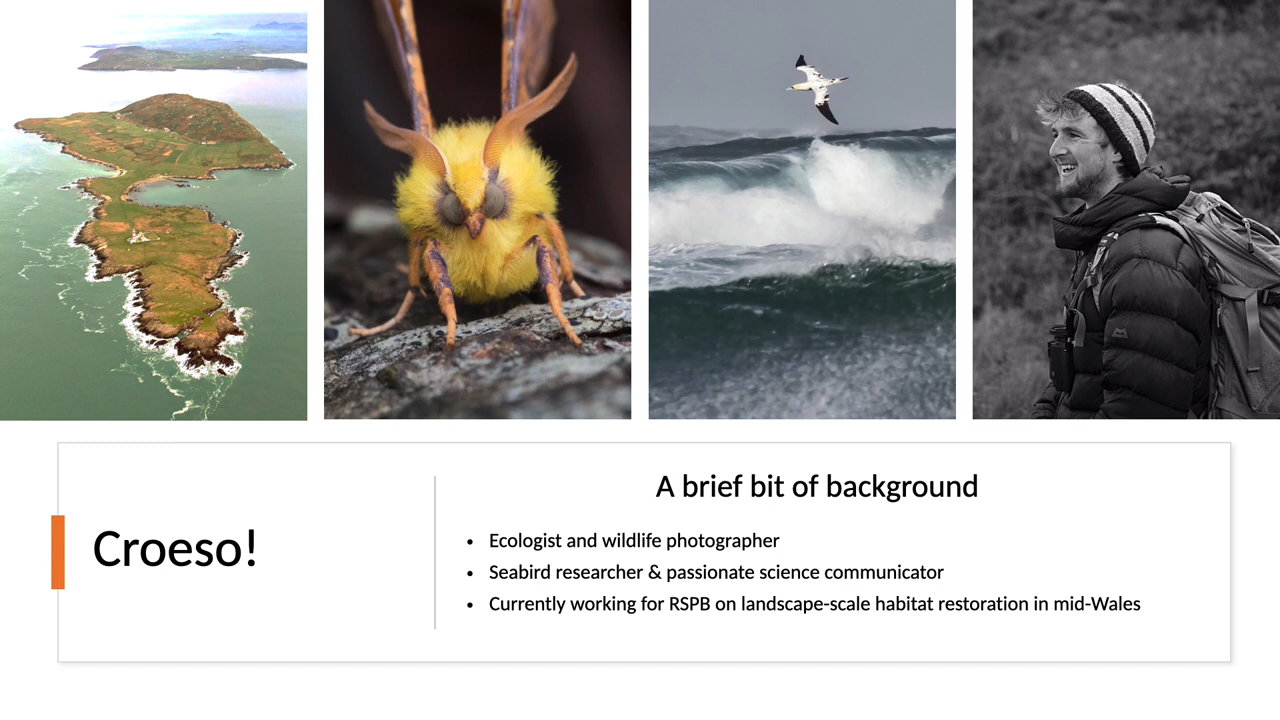 Croeso!
A brief bit of background
• Ecologist and wildlife photographer
• Seabird researcher & passionate science communicator
• Currently working for RSPB on landscape-scale habitat restoration in mid-Wales